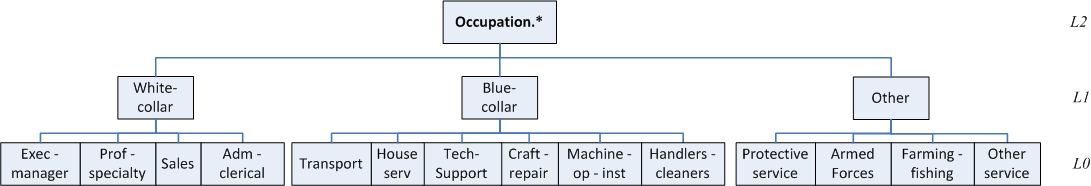 Occupation.* L2
White-
collar
Blue-
collar
Other L1
Exec -
manager
Prof -
specialty
Sales
Adm -
clerical
Transport
House
serv
Tech-
Support
Craft -
repair
Machine -
op - inst
Handlers -
cleaners
Protective
service
Armed
Forces
Farming -
fishing
Other
service
L0